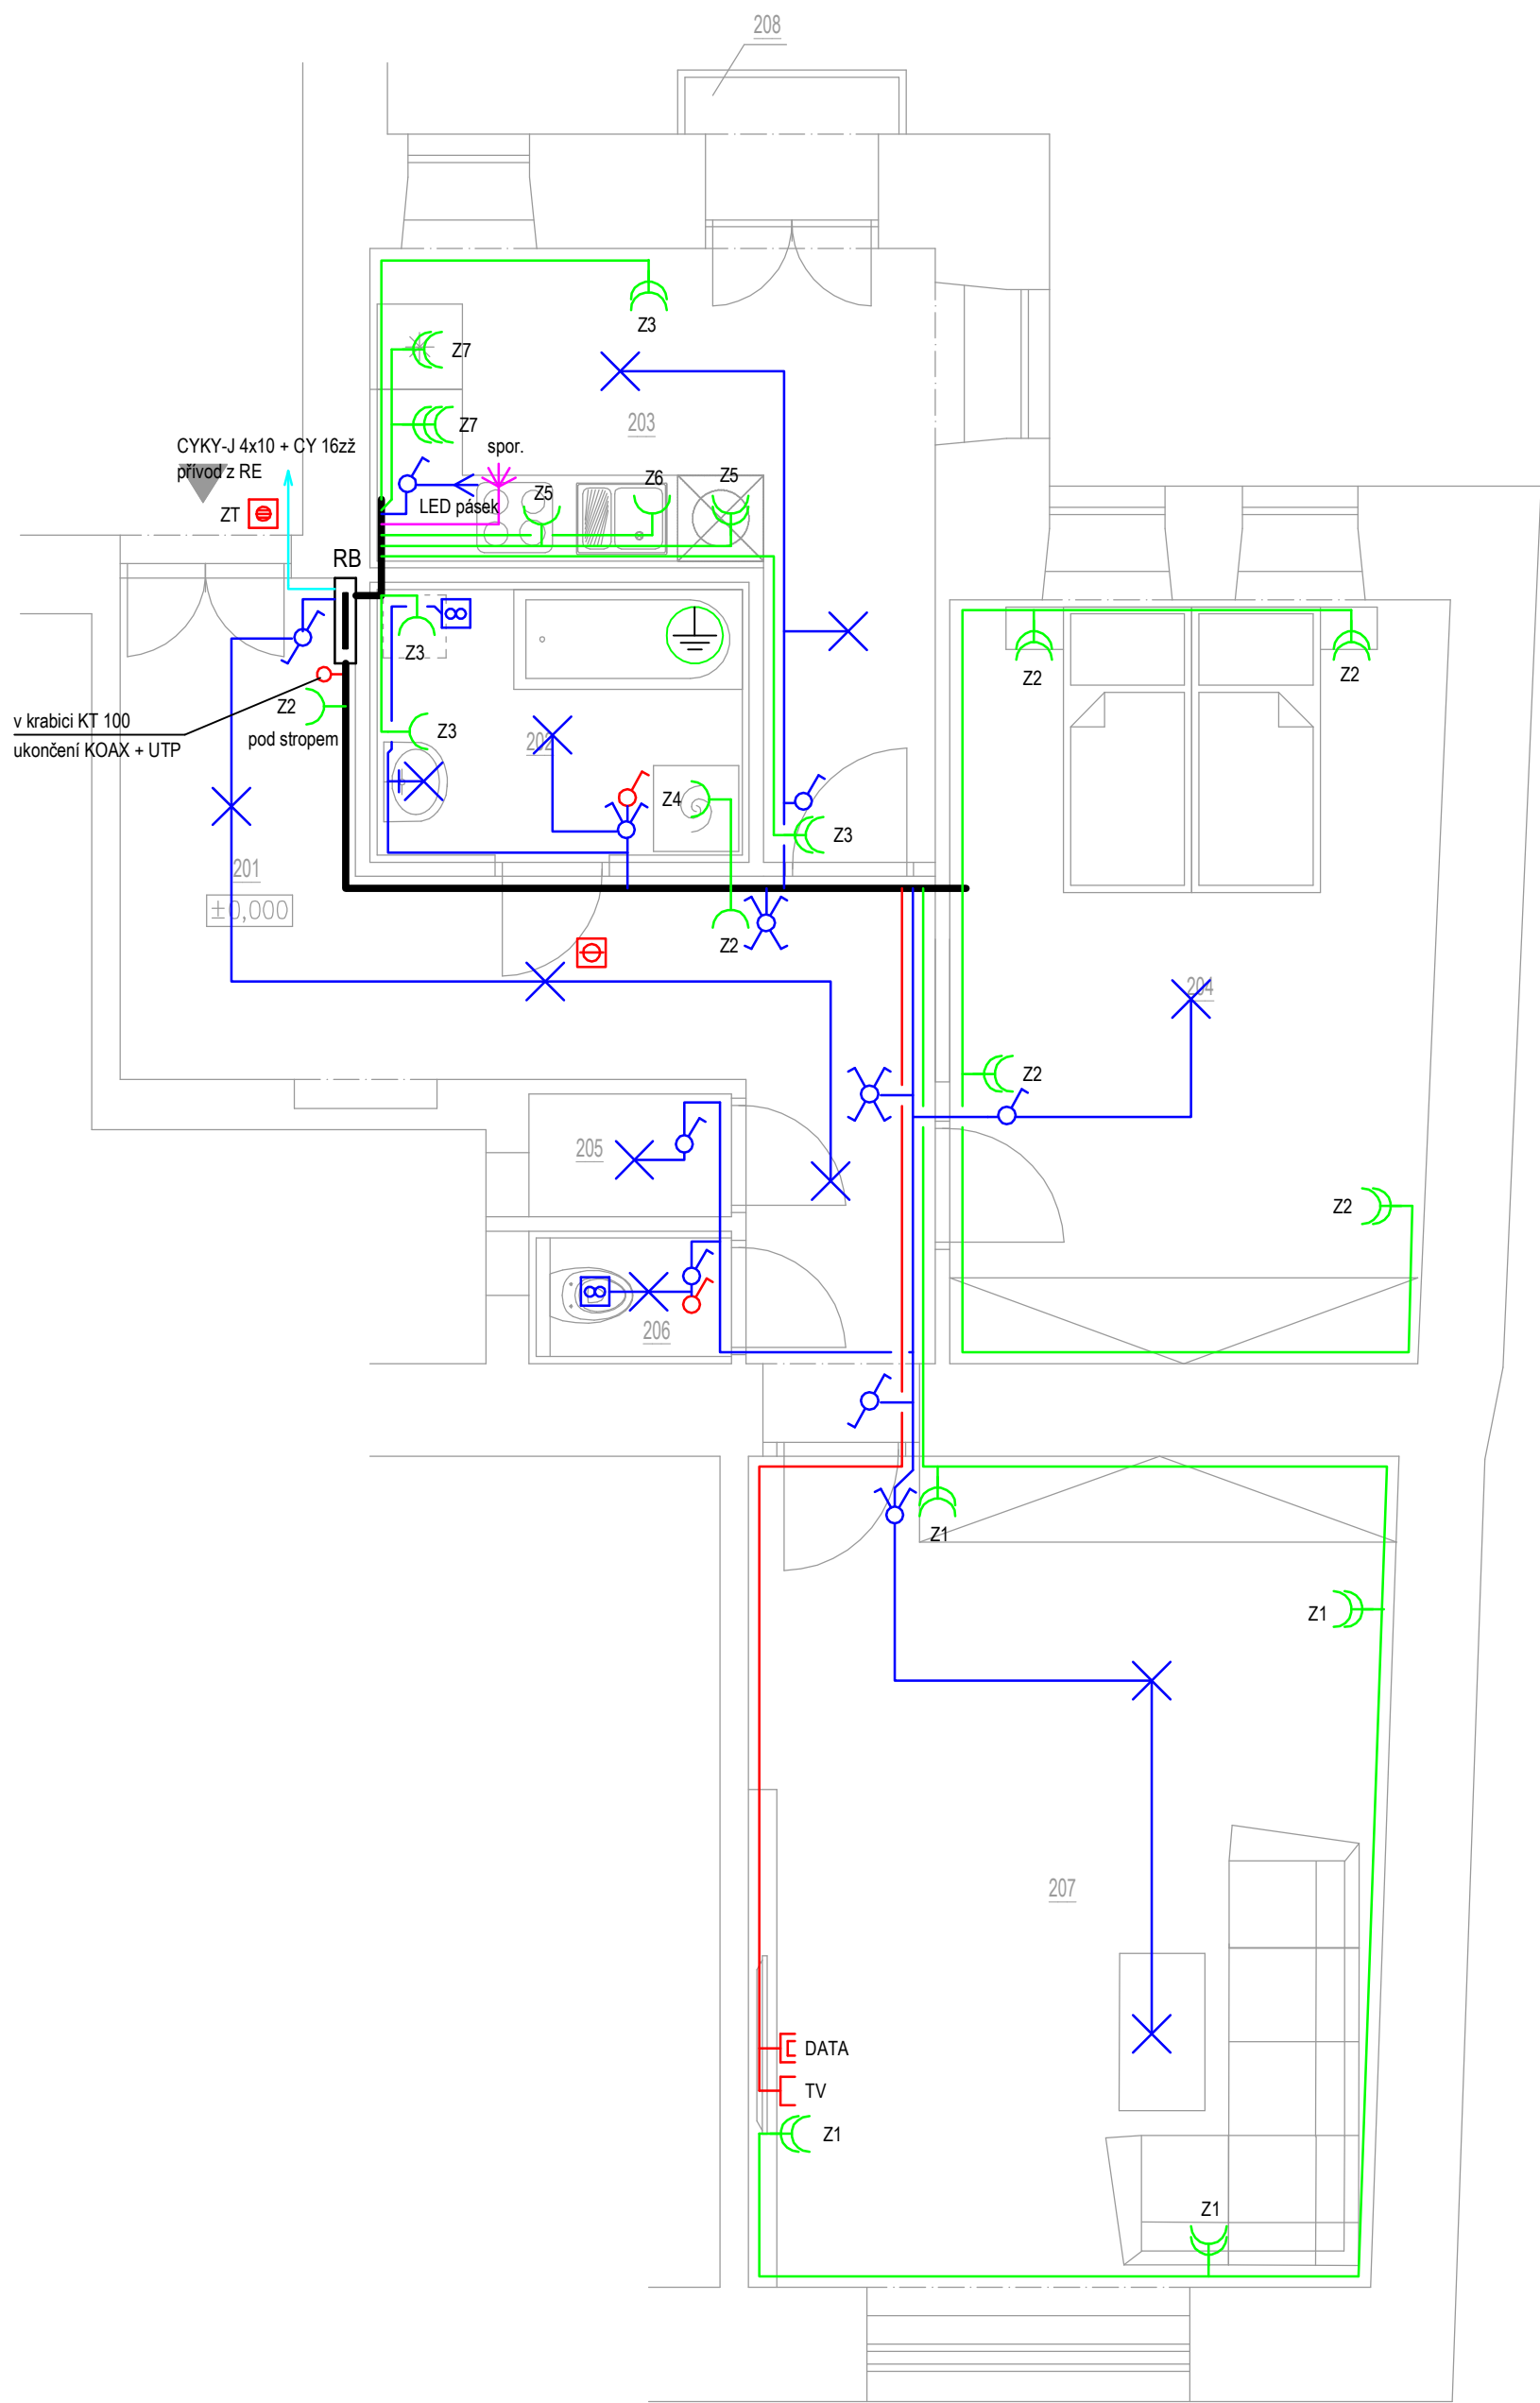 208
Z3
Z7
203
Z7
CYKY-J 4x10 + CY 16zž
přívod z RE
spor.
Z5
Z6
Z5
LED pásek
ZT
RB
Z3
Z2
Z2
Z2
v krabici KT 100
ukončení KOAX + UTP
pod stropem
Z3
202
Z4
Z3
201
±0,000
Z2
204
Z2
205
Z2
206
Z1
Z1
207
DATA
TV
Z1
Z1